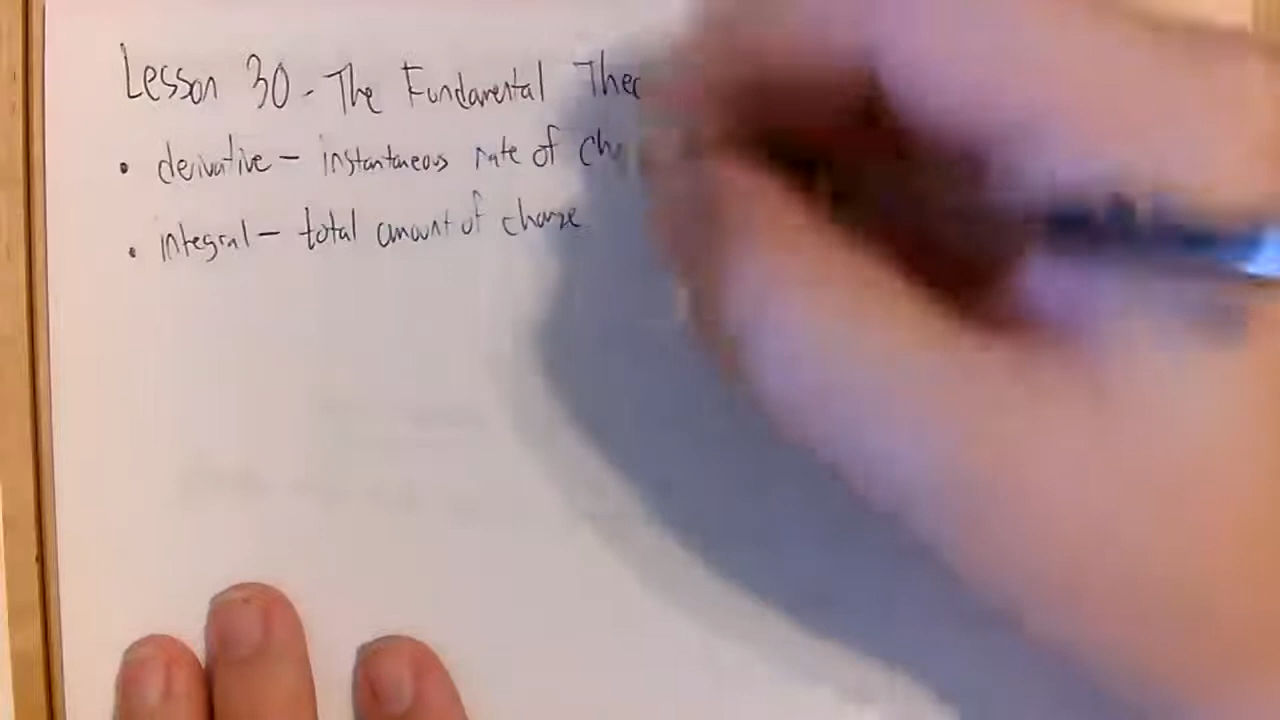 Lesson 30 - The Fundamental
• derivative - instantaneous rate of
• integral - total amount of change